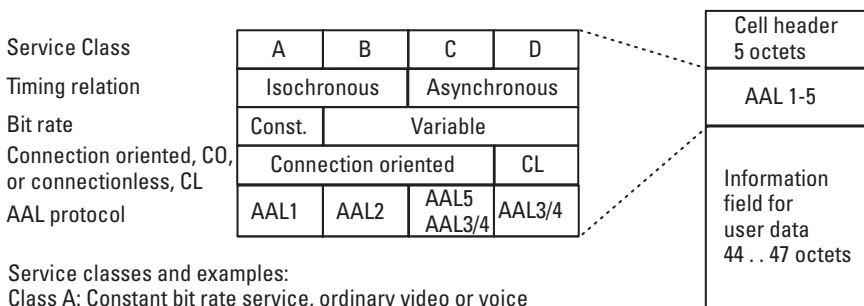 Service Class A B C D
Timing relation Isochronous Asynchronous
Bit rate Const. Variable
Connection oriented, CO,
or connectionless, CL Connection oriented CL
AAL protocol AAL1 AAL2 AAL5
AAL3/4 AAL3/4
Cell header
5 octets
AAL 1-5
Information
field for
user data
44 . . 47 octets
Service classes and examples:
Class A: Constant bit rate service, ordinary video or voice